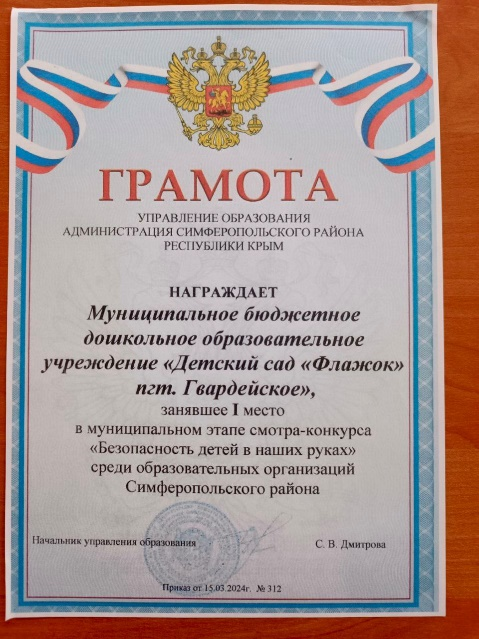 ГРАМОТА
УПРАВЛЕНИЕ ОБРАЗОВАНИЯ
АДМИНИСТРАЦИЯ СИМФЕРОПОЛЬСКОГО РАЙОНА
РЕСПУБЛИКИ КРЫМ
НАГРАЖДАЕТ
Муниципальное бюджетное
дошкольное образовательное
учреждение «Детский сад «Флажок»
пгт. Гвардейское»,
занявшее I место
в муниципальном этапе смотра-конкурса
«Безопасность детей в наших руках»
среди образовательных организаций
Симферопольского района
Начальник управления образования С. В. Дмитрова
Приказ от 15.03.2024г. № 312